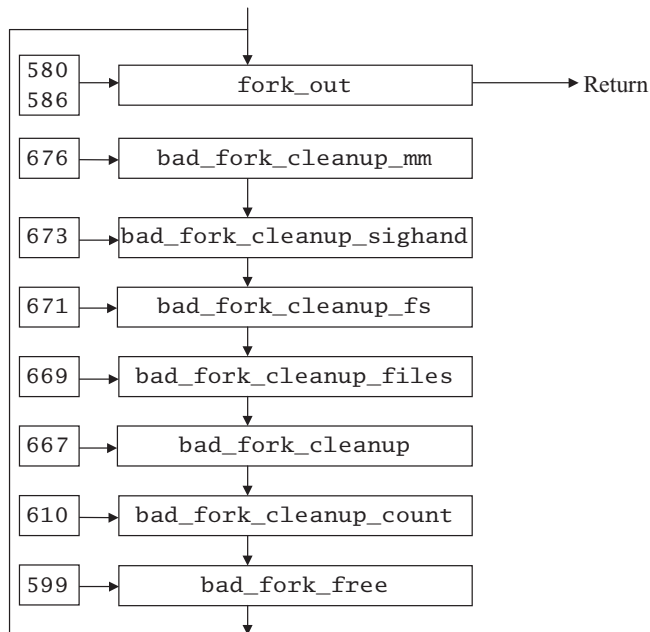 580
586
fork_out
Return
676
bad_fork_cleanup_mm
673
bad_fork_cleanup_sighand
671
bad_fork_cleanup_fs
669
bad_fork_cleanup_files
667
bad_fork_cleanup
610
bad_fork_cleanup_count
599
bad_fork_free